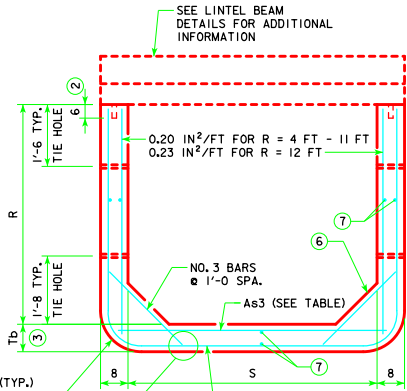 SEE LINTEL BEAM
DETAILS FOR ADDITIONAL
INFORMATION
2
6
1'-6 TYP.
TIE HOLE
0.20 IN²/FT FOR R = 4 FT - 11 FT
0.23 IN²/FT FOR R = 12 FT
R
7
6
1'-8 TYP.
TIE HOLE
NO. 3 BARS
@ 1'-0 SPA.
As3 (SEE TABLE)
Tb
3
7
8
S
8
(TYP.)